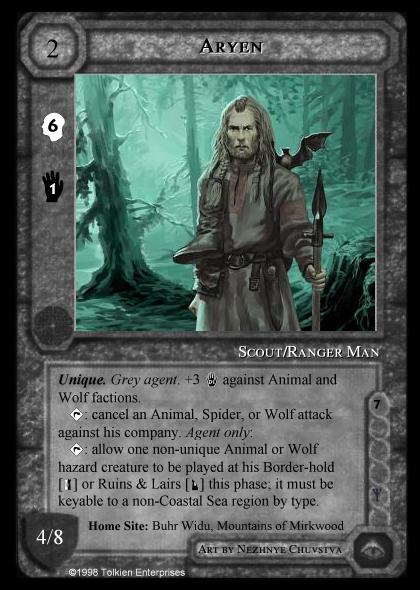 2
ARYEN
6
1
SCOUT/RANGER MAN
Unique. Grey agent. +3 against Animal and
Wolf factions.
: cancel an Animal, Spider, or Wolf attack
against his company. Agent only:
: allow one non-unique Animal or Wolf
hazard creature to be played at his Border-hold
[ ] or Ruins & Lairs [ ] this phase; it must be
keyable to a non-Coastal Sea region by type.
7
Home Site: Buhr Widu, Mountains of Mirkwood
4/8
ART BY NEZHNYE CHUVSTVA
©1998 Tolkien Enterprises